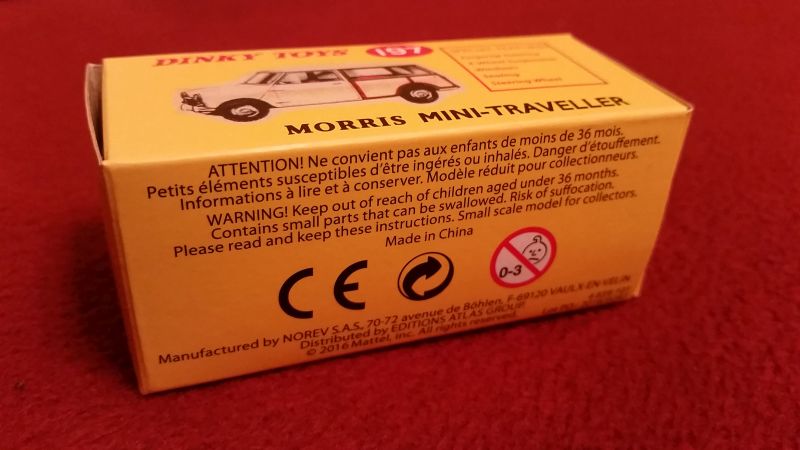 DINKY TOYS 197
Steering Wheel
MORRIS MINI-TRAVELLER
ATTENTION! Ne convient pas aux enfants de moins de 36 mois.
Petits éléments susceptibles d'être ingérés ou inhalés. Danger d'étouffement.
Informations à lire et à conserver. Modèle réduit pour collectionneurs.
WARNING! Keep out of reach of children aged under 36 months.
Contains small parts that can be swallowed. Risk of suffocation.
Please read and keep these instructions. Small scale model for collectors.
Made in China
CE
0-3
Manufactured by NOREV S.A.S., 70-72 avenue de Böhlen, F-69120 VAULX-EN-VELIN
Distributed by EDITIONS ATLAS GROUP.
© 2016 Mattel, Inc. All rights reserved.